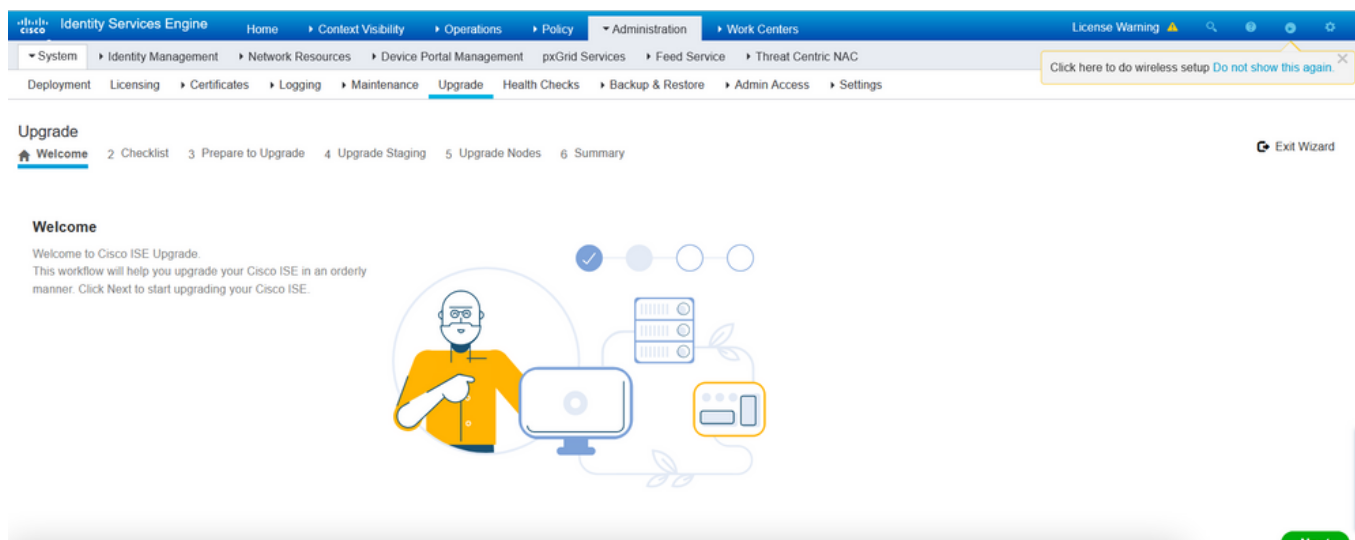 cisco Identity Services Engine Home Context Visibility Operations Policy Administration Work Centers License Warning
System Identity Management Network Resources Device Portal Management pxGrid Services Feed Service Threat Centric NAC
Click here to do wireless setup Do not show this again.
Deployment Licensing Certificates Logging Maintenance Upgrade Health Checks Backup & Restore Admin Access Settings
Upgrade
Welcome 2 Checklist 3 Prepare to Upgrade 4 Upgrade Staging 5 Upgrade Nodes 6 Summary Exit Wizard
Welcome
Welcome to Cisco ISE Upgrade.
This workflow will help you upgrade your Cisco ISE in an orderly
manner. Click Next to start upgrading your Cisco ISE.